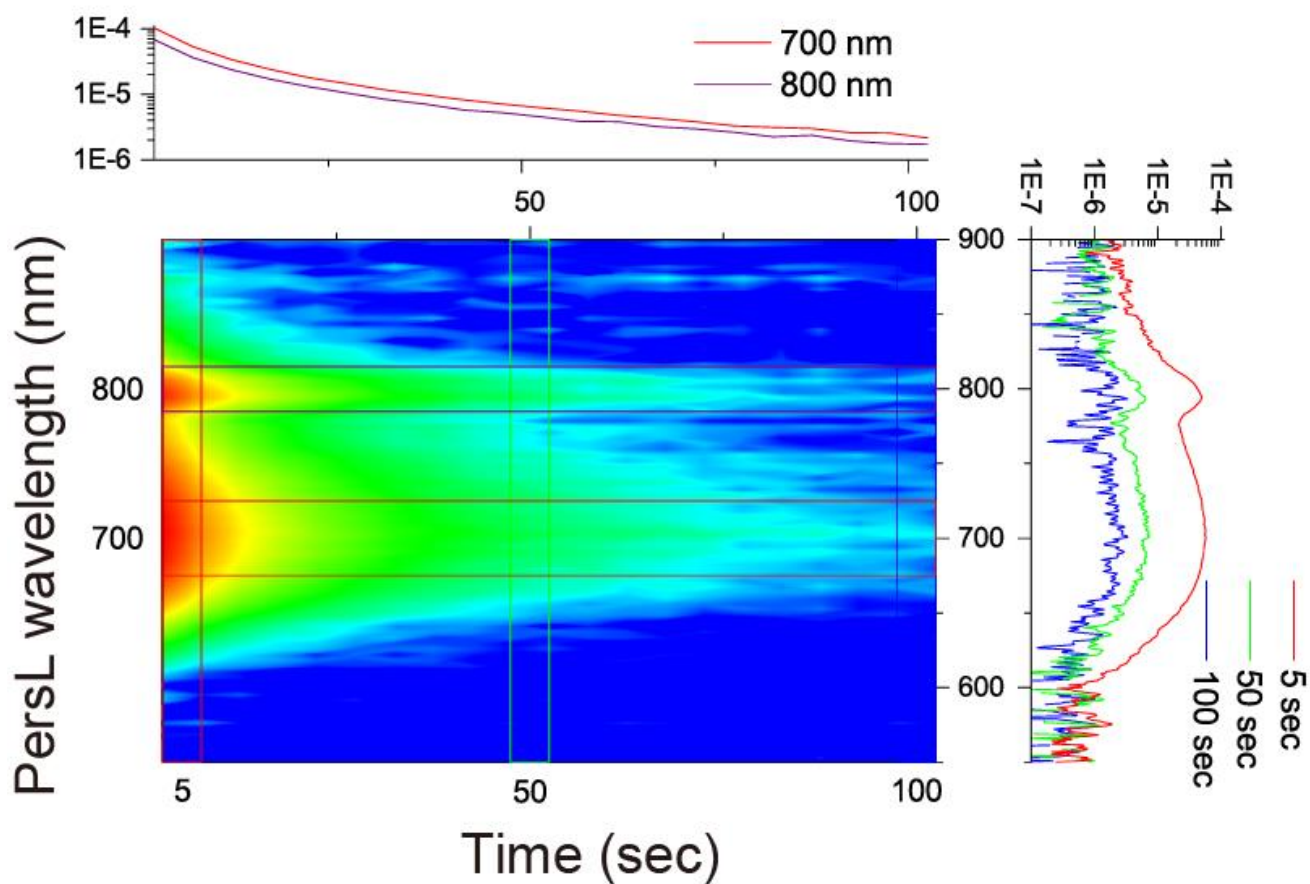 1E-4
1E-5
1E-6
700 nm
800 nm
50
100
1E-7
1E-6
1E-5
1E-4
PersL wavelength (nm)
800
700
900
800
700
600
5 sec
50 sec
100 sec
5
50
100
Time (sec)